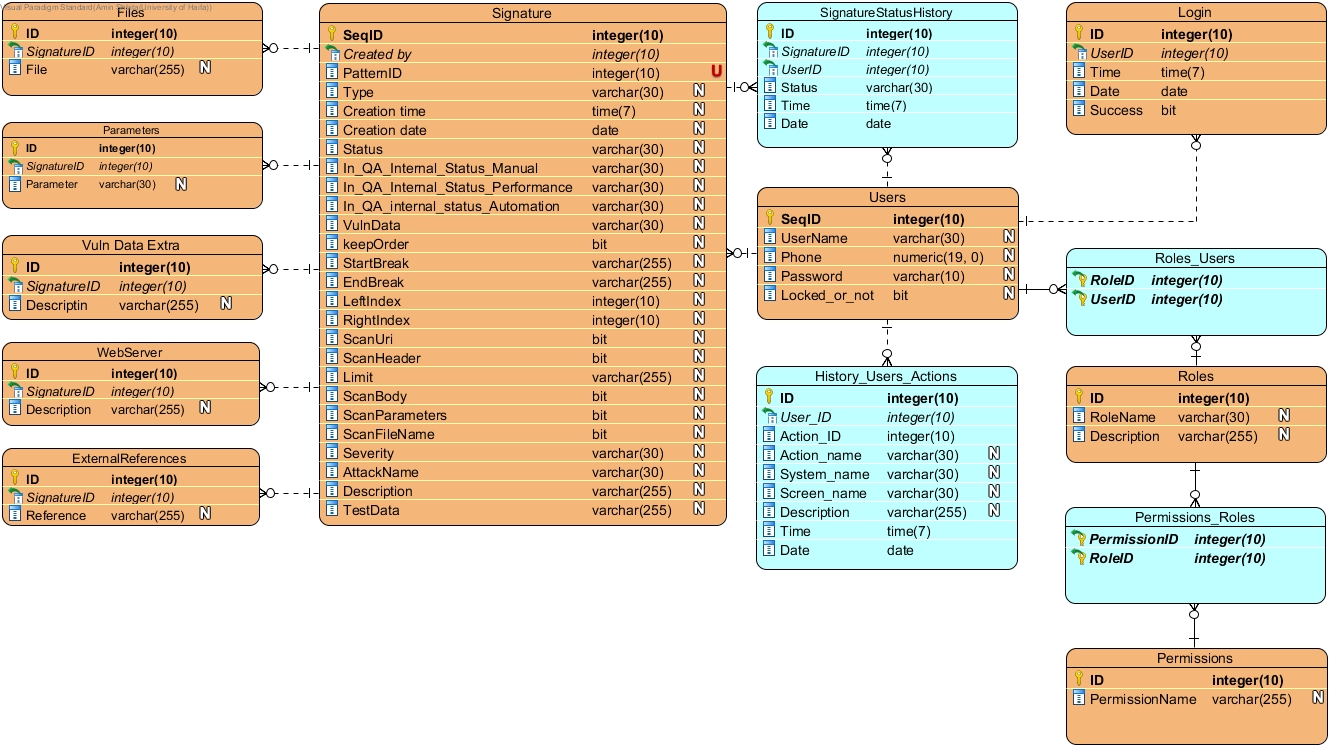 Visual Paradigm Standard(Amin Shatal(University of Haifa))
Files
ID integer(10)
SignatureID integer(10)
File varchar(255) N
Parameters
ID integer(10)
SignatureID integer(10)
Parameter varchar(30) N
Vuln Data Extra
ID integer(10)
SignatureID integer(10)
Descriptin varchar(255) N
WebServer
ID integer(10)
SignatureID integer(10)
Description varchar(255) N
ExternalReferences
ID integer(10)
SignatureID integer(10)
Reference varchar(255) N
Signature
SeqID integer(10)
Created by integer(10)
PatternID integer(10) U
Type varchar(30) N
Creation time time(7) N
Creation date date N
Status varchar(30) N
In_QA_Internal_Status_Manual varchar(30) N
In_QA_Internal_Status_Performance varchar(30) N
In_QA_internal_status_Automation varchar(30) N
VulnData varchar(30) N
keepOrder bit N
StartBreak varchar(255) N
EndBreak varchar(255) N
LeftIndex integer(10) N
RightIndex integer(10) N
ScanUri bit N
ScanHeader bit N
Limit varchar(255) N
ScanBody bit N
ScanParameters bit N
ScanFileName bit N
Severity varchar(30) N
AttackName varchar(30) N
Description varchar(255) N
TestData varchar(255) N
SignatureStatusHistory
ID integer(10)
SignatureID integer(10)
UserID integer(10)
Status varchar(30)
Time time(7)
Date date
Users
SeqID integer(10)
UserName varchar(30) N
Phone numeric(19, 0) N
Password varchar(10) N
Locked_or_not bit N
History_Users_Actions
ID integer(10)
User_ID integer(10)
Action_ID integer(10)
Action_name varchar(30) N
System_name varchar(30) N
Screen_name varchar(30) N
Description varchar(255) N
Time time(7)
Date date
Login
ID integer(10)
UserID integer(10)
Time time(7)
Date date
Success bit
Roles_Users
RoleID integer(10)
UserID integer(10)
Roles
ID integer(10)
RoleName varchar(30) N
Description varchar(255) N
Permissions_Roles
PermissionID integer(10)
RoleID integer(10)
Permissions
ID integer(10)
PermissionName varchar(255) N